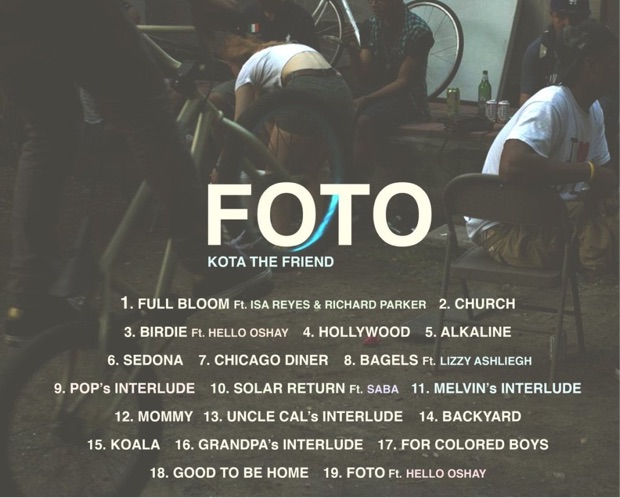 FOTO
KOTA THE FRIEND
1. FULL BLOOM Ft. ISA REYES & RICHARD PARKER 2. CHURCH
3. BIRDIE Ft. HELLO OSHAY 4. HOLLYWOOD 5. ALKALINE
6. SEDONA 7. CHICAGO DINER 8. BAGELS Ft. LIZZY ASHLIEGH
9. POP's INTERLUDE 10. SOLAR RETURN Ft. SABA 11. MELVIN's INTERLUDE
12. MOMMY 13. UNCLE CAL's INTERLUDE 14. BACKYARD
15. KOALA 16. GRANDPA's INTERLUDE 17. FOR COLORED BOYS
18. GOOD TO BE HOME 19. FOTO Ft. HELLO OSHAY